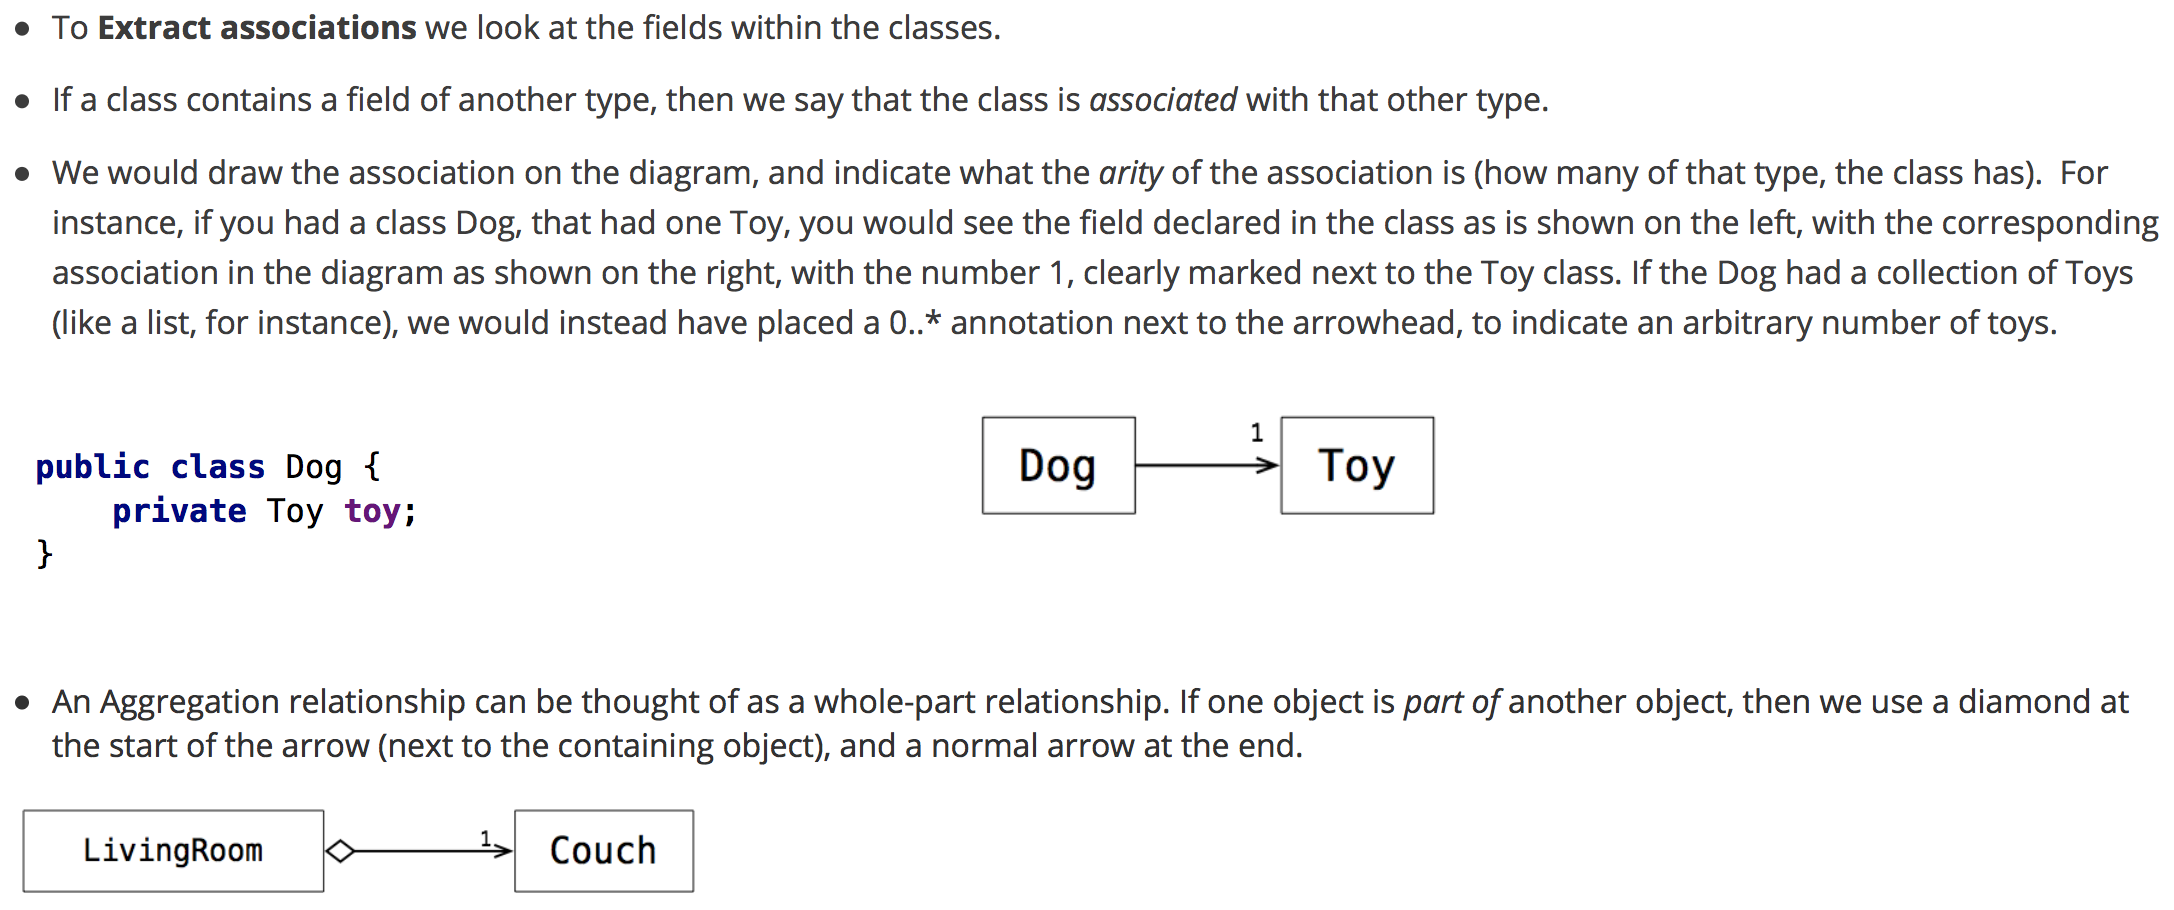 • To Extract associations we look at the fields within the classes.
• If a class contains a field of another type, then we say that the class is associated with that other type.
• We would draw the association on the diagram, and indicate what the arity of the association is (how many of that type, the class has).  For
instance, if you had a class Dog, that had one Toy, you would see the field declared in the class as is shown on the left, with the corresponding
association in the diagram as shown on the right, with the number 1, clearly marked next to the Toy class. If the Dog had a collection of Toys
(like a list, for instance), we would instead have placed a 0..* annotation next to the arrowhead, to indicate an arbitrary number of toys.
public class Dog {
    private Toy toy;
}
Dog 1 Toy
• An Aggregation relationship can be thought of as a whole-part relationship. If one object is part of another object, then we use a diamond at
the start of the arrow (next to the containing object), and a normal arrow at the end.
LivingRoom 1 Couch